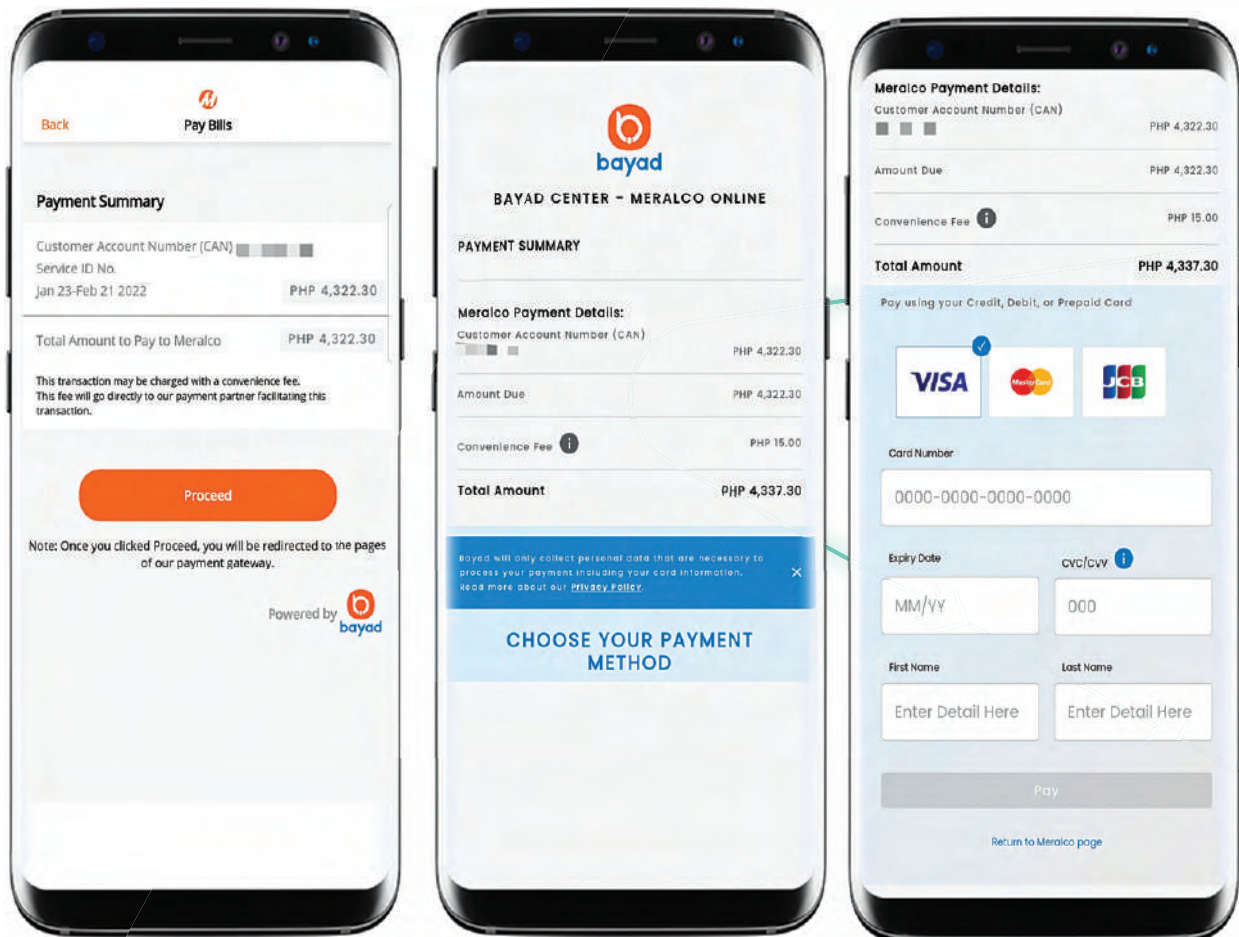 Back
Pay Bills
Payment Summary
Customer Account Number (CAN)
Service ID No.
Jan 23-Feb 21 2022 PHP 4,322.30
Total Amount to Pay to Meralco PHP 4,322.30
This transaction may be charged with a convenience fee.
This fee will go directly to our payment partner facilitating this
transaction.
Proceed
Note: Once you clicked Proceed, you will be redirected to the pages
of our payment gateway.
Powered by bayad
bayad
BAYAD CENTER - MERALCO ONLINE
PAYMENT SUMMARY
Meralco Payment Details:
Customer Account Number (CAN)
PHP 4,322.30
Amount Due PHP 4,322.30
Convenience Fee i PHP 15.00
Total Amount PHP 4,337.30
Bayad will only collect personal data that are necessary to
process your payment including your card information.
Read more about our Privacy Policy.
CHOOSE YOUR PAYMENT
METHOD
Meralco Payment Details:
Customer Account Number (CAN)
PHP 4,322.30
Amount Due PHP 4,322.30
Convenience Fee i PHP 15.00
Total Amount PHP 4,337.30
Pay using your Credit, Debit, or Prepaid Card
VISA MasterCard JCB
Card Number
0000-0000-0000-0000
Expiry Date cvc/cvv i
MM/YY 000
First Name Last Name
Enter Detail Here Enter Detail Here
Pay
Return to Meralco page